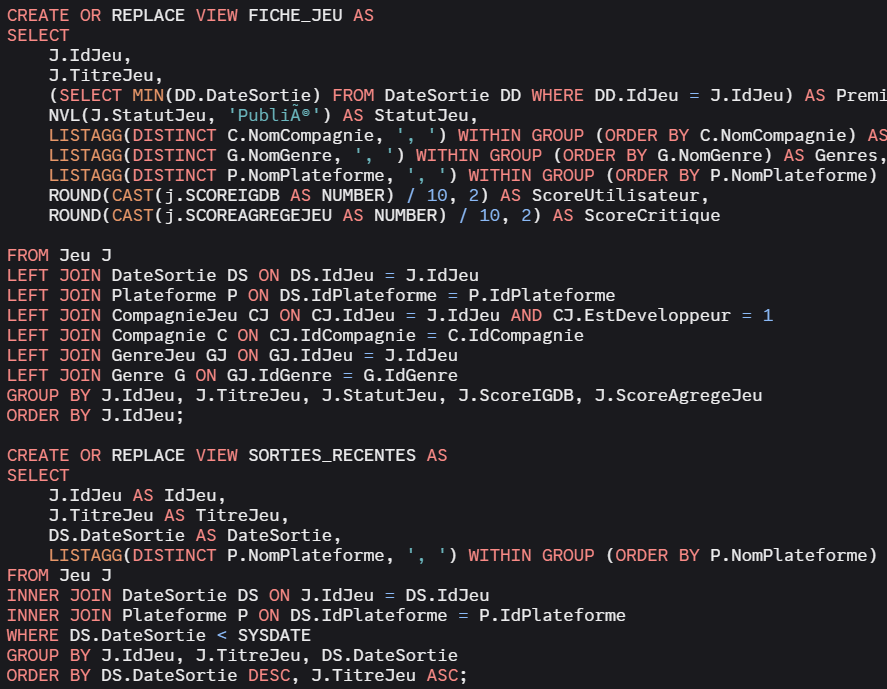 CREATE OR REPLACE VIEW FICHE_JEU AS
SELECT
    J.IdJeu,
    J.TitreJeu,
    (SELECT MIN(DD.DateSortie) FROM DateSortie DD WHERE DD.IdJeu = J.IdJeu) AS Premi
    NVL(J.StatutJeu, 'PubliÃ©') AS StatutJeu,
    LISTAGG(DISTINCT C.NomCompagnie, ', ') WITHIN GROUP (ORDER BY C.NomCompagnie) AS
    LISTAGG(DISTINCT G.NomGenre, ', ') WITHIN GROUP (ORDER BY G.NomGenre) AS Genres,
    LISTAGG(DISTINCT P.NomPlateforme, ', ') WITHIN GROUP (ORDER BY P.NomPlateforme)
    ROUND(CAST(j.SCOREIGDB AS NUMBER) / 10, 2) AS ScoreUtilisateur,
    ROUND(CAST(j.SCOREAGREGEJEU AS NUMBER) / 10, 2) AS ScoreCritique

FROM Jeu J
LEFT JOIN DateSortie DS ON DS.IdJeu = J.IdJeu
LEFT JOIN Plateforme P ON DS.IdPlateforme = P.IdPlateforme
LEFT JOIN CompagnieJeu CJ ON CJ.IdJeu = J.IdJeu AND CJ.EstDeveloppeur = 1
LEFT JOIN Compagnie C ON CJ.IdCompagnie = C.IdCompagnie
LEFT JOIN GenreJeu GJ ON GJ.IdJeu = J.IdJeu
LEFT JOIN Genre G ON GJ.IdGenre = G.IdGenre
GROUP BY J.IdJeu, J.TitreJeu, J.StatutJeu, J.ScoreIGDB, J.ScoreAgregeJeu
ORDER BY J.IdJeu;

CREATE OR REPLACE VIEW SORTIES_RECENTES AS
SELECT
    J.IdJeu AS IdJeu,
    J.TitreJeu AS TitreJeu,
    DS.DateSortie AS DateSortie,
    LISTAGG(DISTINCT P.NomPlateforme, ', ') WITHIN GROUP (ORDER BY P.NomPlateforme)
FROM Jeu J
INNER JOIN DateSortie DS ON J.IdJeu = DS.IdJeu
INNER JOIN Plateforme P ON DS.IdPlateforme = P.IdPlateforme
WHERE DS.DateSortie < SYSDATE
GROUP BY J.IdJeu, J.TitreJeu, DS.DateSortie
ORDER BY DS.DateSortie DESC, J.TitreJeu ASC;